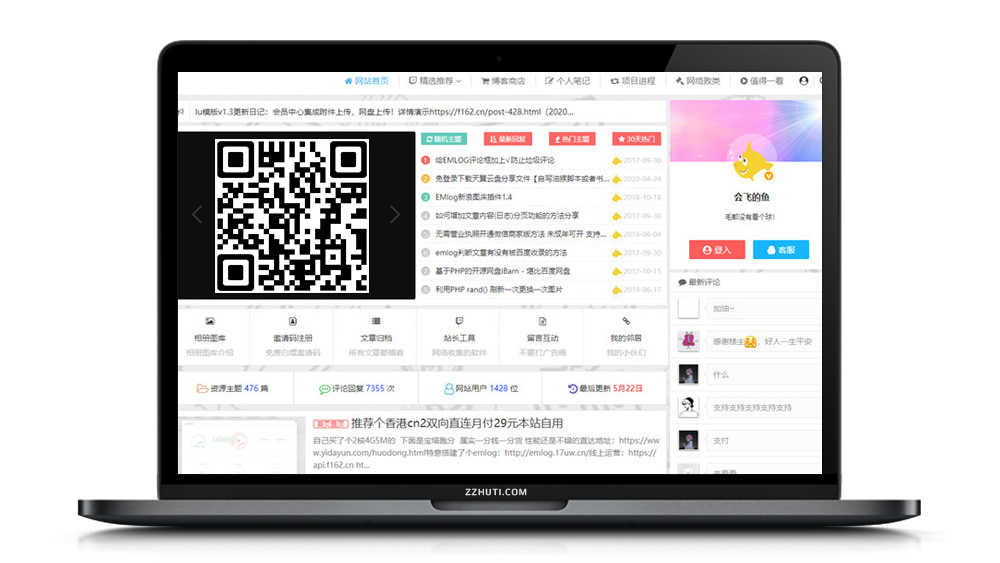 网站首页 精选推荐 博客商店 个人笔记 项目进程 网络败类 值得一看
lu模版v1.3更新日记：会员中心集成附件上传，网盘上传！详情演示https://f162.cn/post-428.html（2020...
随机主题 最新回复 热门主题 30天热门
1 给EMLOG评论框加上√防止垃圾评论 2017-09-30
2 免登录下载天翼云盘分享文件【自写油猴脚本或者书... 2020-04-24
3 EMlog新浪图床插件1.4 2018-10-18
4 如何增加文章内容(日志)分页功能的方法分享 2017-09-30
5 无需营业执照开通微信商家版方法 未成年可开 支持... 2019-06-04
6 emlog判断文章有没有被百度收录的方法 2017-09-30
7 基于PHP的开源网盘iBarn - 堪比百度网盘 2017-10-15
8 利用PHP rand() 刷新一次更换一次图片 2019-06-17
会飞的鱼
毛都没有看个球！
登入 客服
相册图库 邀请码注册 文章归档 站长工具 留言互动 我的邻居
相册图库介绍 免费白嫖邀请码 所有文章都搁着 网络收集的软件 不要打广告哦 我的小伙们
资源主题 476 篇 评论回复 7355 次 网站用户 1428 位 最后更新 5月22日
最新评论
加油~
感谢楼主 ，好人一生平安
什么
支持支持支持支持支持
支付
推荐个香港cn2双向直连月付29元本站自用
自己买了个2核4G5M的 下面是宝塔跑分 属实一分钱一分货 性能还是不错的直达地址：https://ww
w.yidayun.com/huodong.html特意搭建了个emlog：http://emlog.17uw.cn/线上运营：https://
api.f162.cn ht...
ZZHUTI.COM